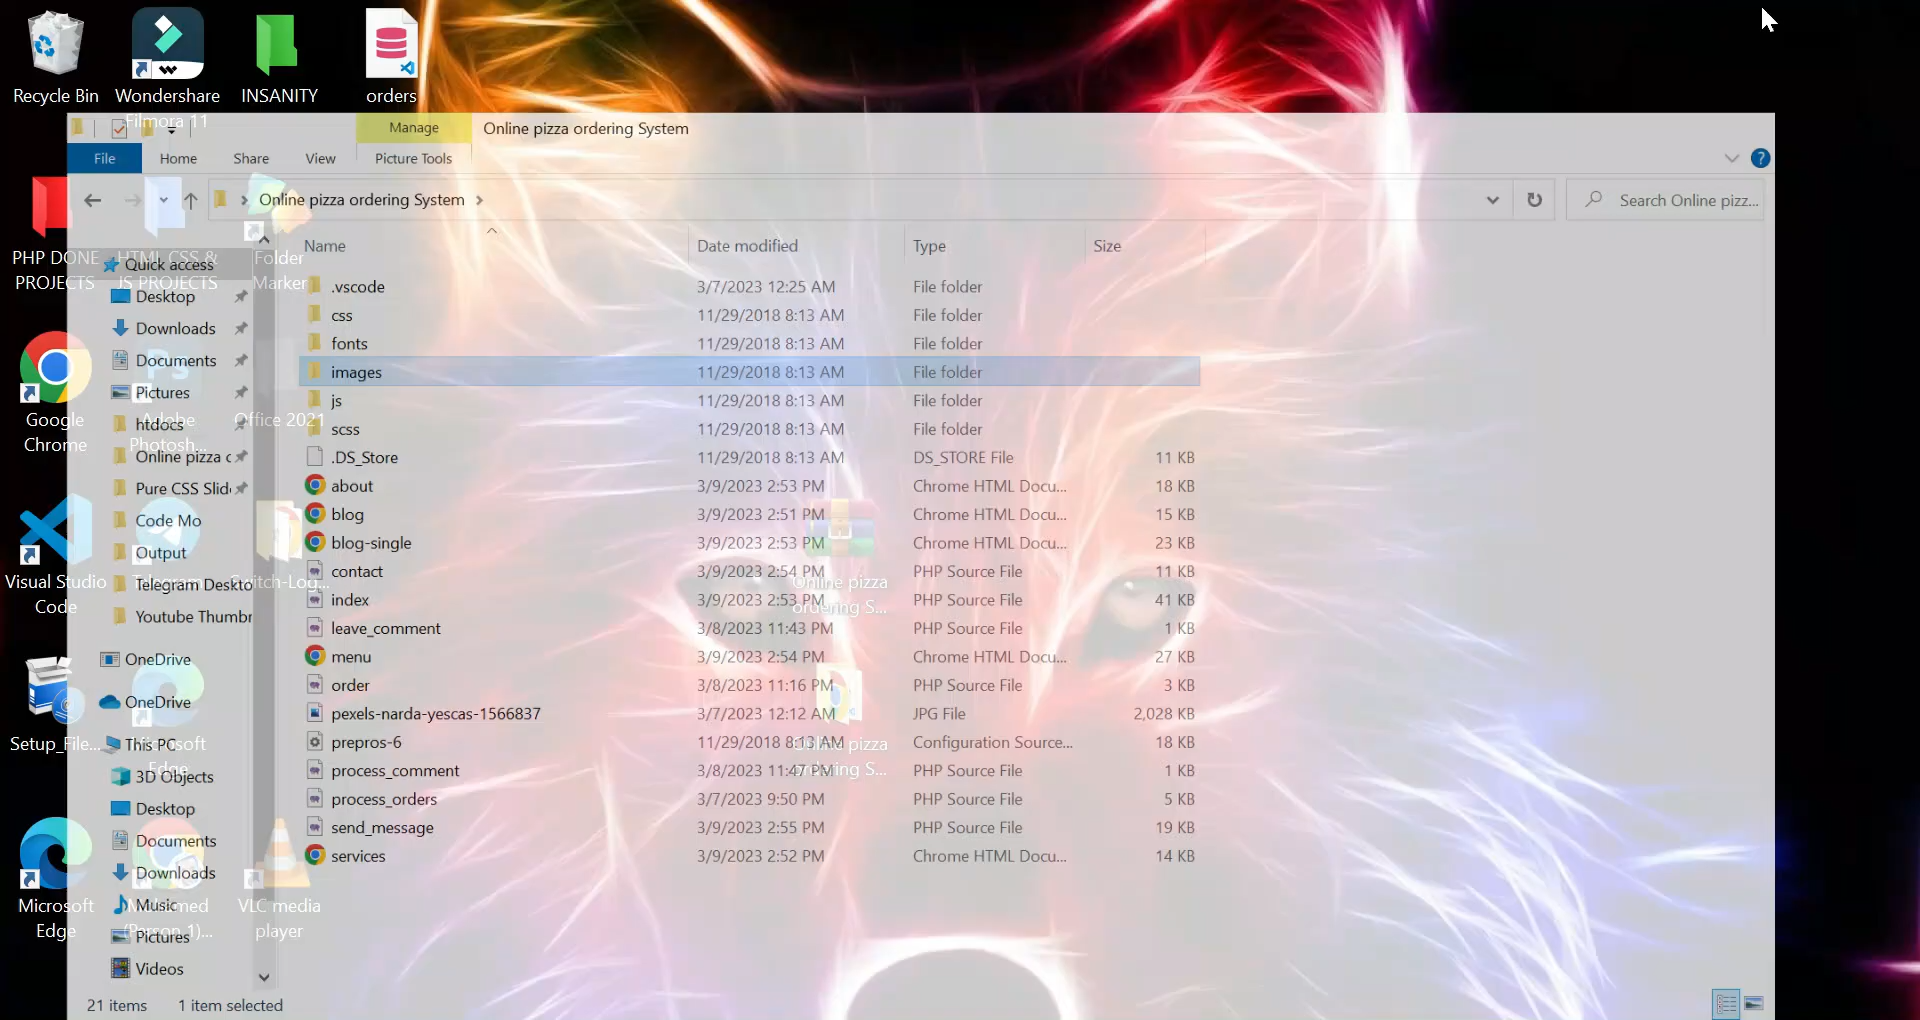 Recycle Bin
Wondershare
Filmora 11
INSANITY
orders
PHP DONE
PROJECTS
HTML CSS &
JS PROJECTS
Folder
Marker
Google
Chrome
Adobe
Photosh...
Office 2021
Visual Studio
Code
Telegram
Switch-Log...
Setup_File...
Microsoft
Edge
Microsoft
Edge
Mohamed
(Person 1)...
VLC media
player
Online pizza
ordering S...
Online pizza
ordering S...
Manage
Online pizza ordering System
File
Home
Share
View
Picture Tools
Online pizza ordering System
Search Online pizz...
Quick access
Desktop
Downloads
Documents
Pictures
htdocs
Online pizza c
Pure CSS Slid
Code Mo
Output
Telegram Deskto
Youtube Thumbr
OneDrive
OneDrive
This PC
3D Objects
Desktop
Documents
Downloads
Music
Pictures
Videos
Name Date modified Type Size
.vscode 3/7/2023 12:25 AM File folder
css 11/29/2018 8:13 AM File folder
fonts 11/29/2018 8:13 AM File folder
images 11/29/2018 8:13 AM File folder
js 11/29/2018 8:13 AM File folder
scss 11/29/2018 8:13 AM File folder
.DS_Store 11/29/2018 8:13 AM DS_STORE File 11 KB
about 3/9/2023 2:53 PM Chrome HTML Docu... 18 KB
blog 3/9/2023 2:51 PM Chrome HTML Docu... 15 KB
blog-single 3/9/2023 2:53 PM Chrome HTML Docu... 23 KB
contact 3/9/2023 2:54 PM PHP Source File 11 KB
index 3/9/2023 2:53 PM PHP Source File 41 KB
leave_comment 3/8/2023 11:43 PM PHP Source File 1 KB
menu 3/9/2023 2:54 PM Chrome HTML Docu... 27 KB
order 3/8/2023 11:16 PM PHP Source File 3 KB
pexels-narda-yescas-1566837 3/7/2023 12:12 AM JPG File 2,028 KB
prepros-6 11/29/2018 8:13 AM Configuration Source... 18 KB
process_comment 3/8/2023 11:47 PM PHP Source File 1 KB
process_orders 3/7/2023 9:50 PM PHP Source File 5 KB
send_message 3/9/2023 2:55 PM PHP Source File 19 KB
services 3/9/2023 2:52 PM Chrome HTML Docu... 14 KB
21 items 1 item selected